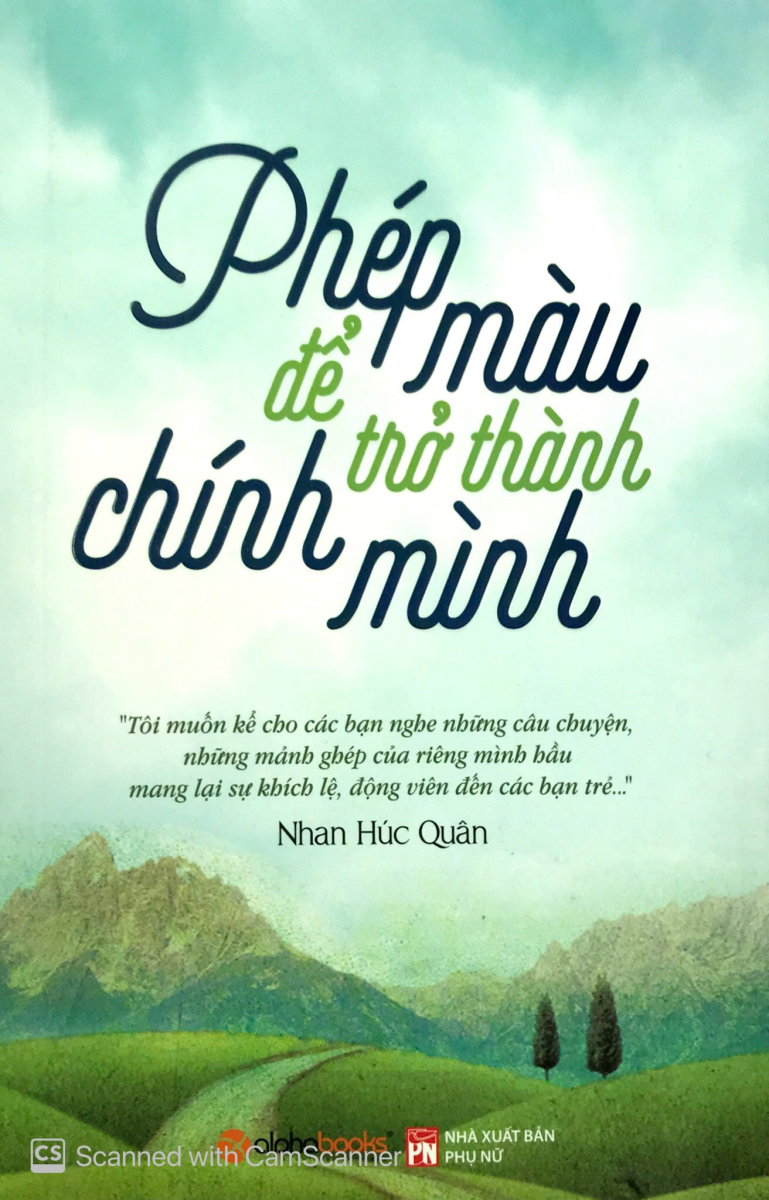 Phép màu
để trở thành
chính mình
"Tôi muốn kể cho các bạn nghe những câu chuyện,
những mảnh ghép của riêng mình hầu
mang lại sự khích lệ, động viên đến các bạn trẻ..."
Nhan Húc Quân
alphabooks
PN
NHÀ XUẤT BẢN
PHỤ NỮ
CS Scanned with CamScanner